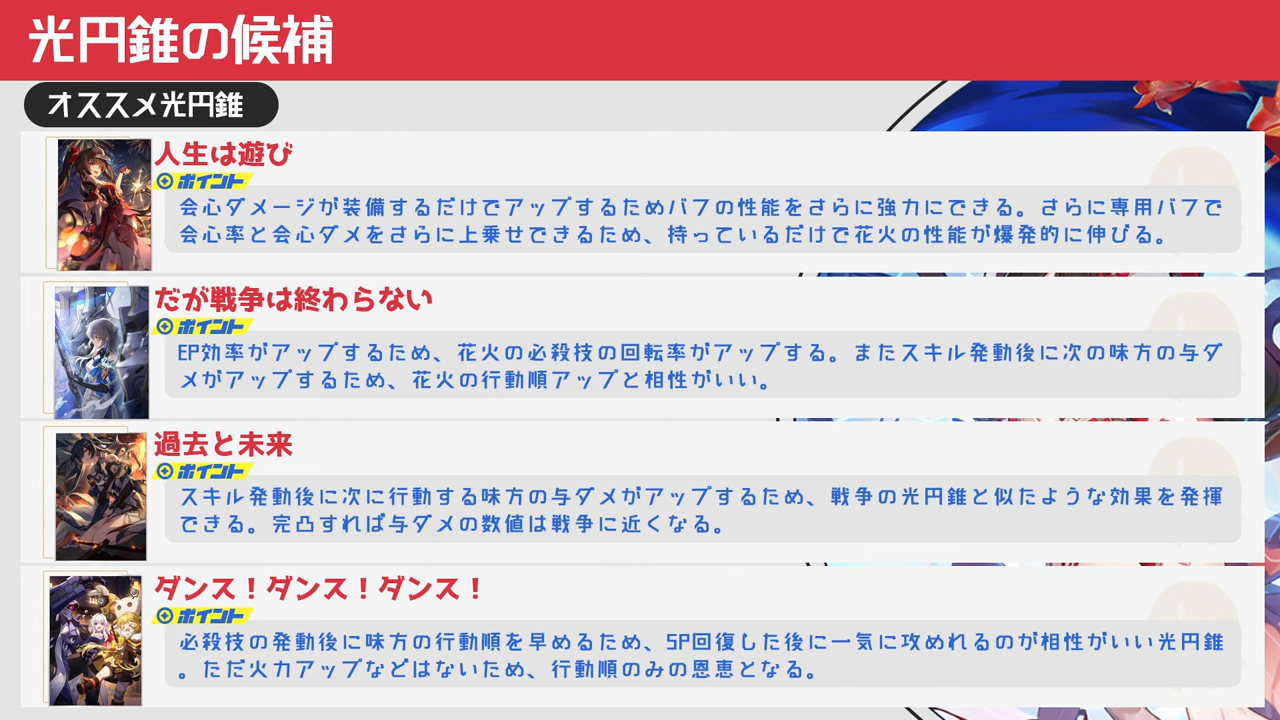 光円錐の候補
オススメ光円錐
人生は遊び
ポイント
会心ダメージが装備するだけでアップするためバフの性能をさらに強力にできる。さらに専用バフで
会心率と会心ダメをさらに上乗せできるため、持っているだけで花火の性能が爆発的に伸びる。
だが戦争は終わらない
ポイント
EP効率がアップするため、花火の必殺技の回転率がアップする。またスキル発動後に次の味方の与ダ
メがアップするため、花火の行動順アップと相性がいい。
過去と未来
ポイント
スキル発動後に次に行動する味方の与ダメがアップするため、戦争の光円錐と似たような効果を発揮
できる。完凸すれば与ダメの数値は戦争に近くなる。
ダンス！ダンス！ダンス！
ポイント
必殺技の発動後に味方の行動順を早めるため、SP回復した後に一気に攻めれるのが相性がいい光円錐
。ただ火力アップなどはないため、行動順のみの恩恵となる。